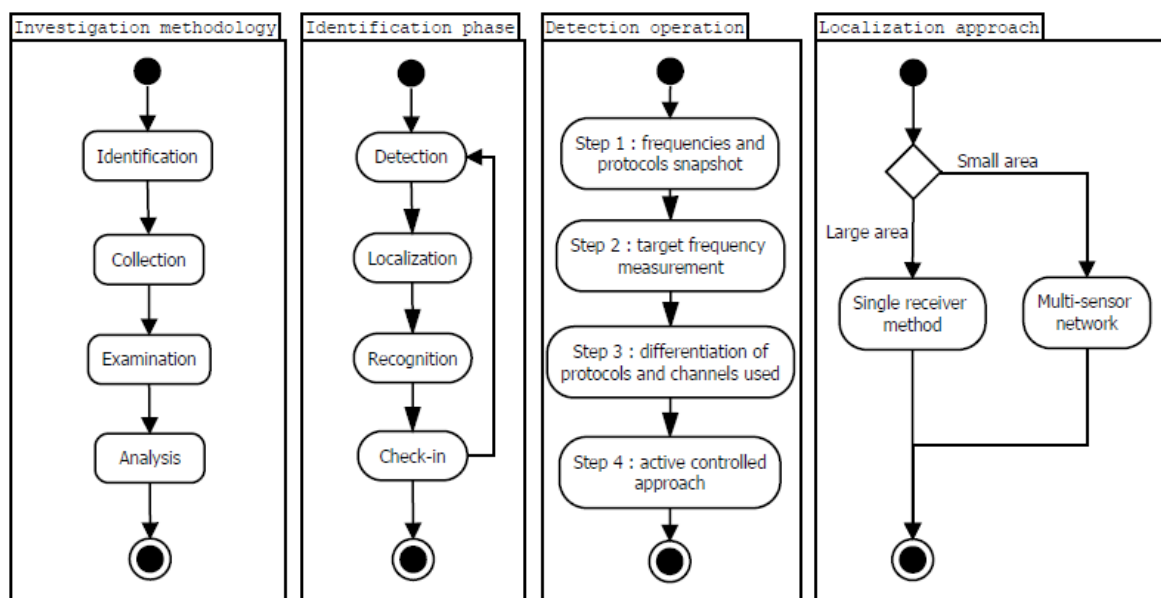 Investigation methodology
Identification
Collection
Examination
Analysis
Identification phase
Detection
Localization
Recognition
Check-in
Detection operation
Step 1 : frequencies and
protocols snapshot
Step 2 : target frequency
measurement
Step 3 : differentiation of
protocols and channels used
Step 4 : active controlled
approach
Localization approach
Small area
Large area
Single receiver
method
Multi-sensor
network